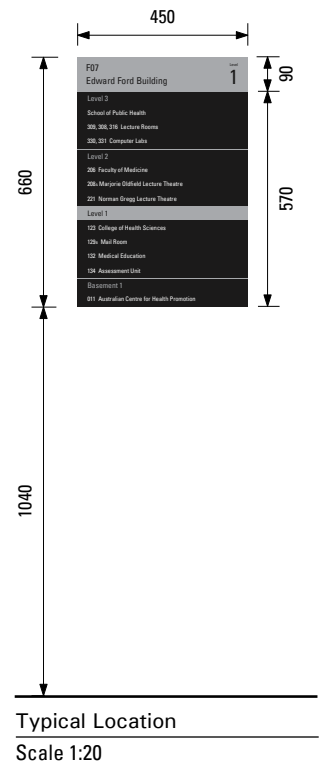 450
F07
Edward Ford Building
Level
1
90
Level 3
School of Public Health
309, 308, 316 Lecture Rooms
330, 331 Computer Labs
Level 2
206 Faculty of Medicine
208A Marjorie Oldfield Lecture Theatre
221 Norman Gregg Lecture Theatre
Level 1
123 College of Health Sciences
129A Mail Room
132 Medical Education
134 Assessment Unit
Basement 1
011 Australian Centre for Health Promotion
660
570
1040
Typical Location
Scale 1:20